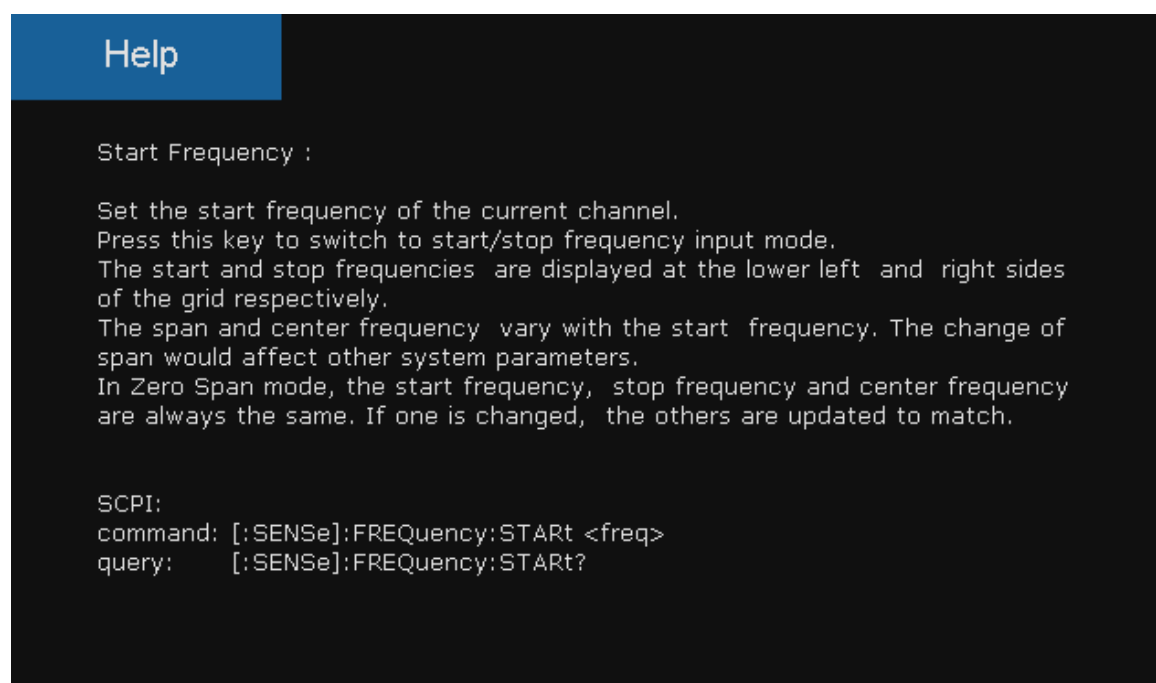 Help
Start Frequency :
Set the start frequency of the current channel.
Press this key to switch to start/stop frequency input mode.
The start and stop frequencies  are displayed at the lower left  and  right sides
of the grid respectively.
The span and center frequency  vary with the start  frequency. The change of
span would affect other system parameters.
In Zero Span mode, the start frequency,  stop frequency and center frequency
are always the same. If one is changed,  the others are updated to match.
SCPI:
command: [:SENSe]:FREQuency:STARt <freq>
query:     [:SENSe]:FREQuency:STARt?